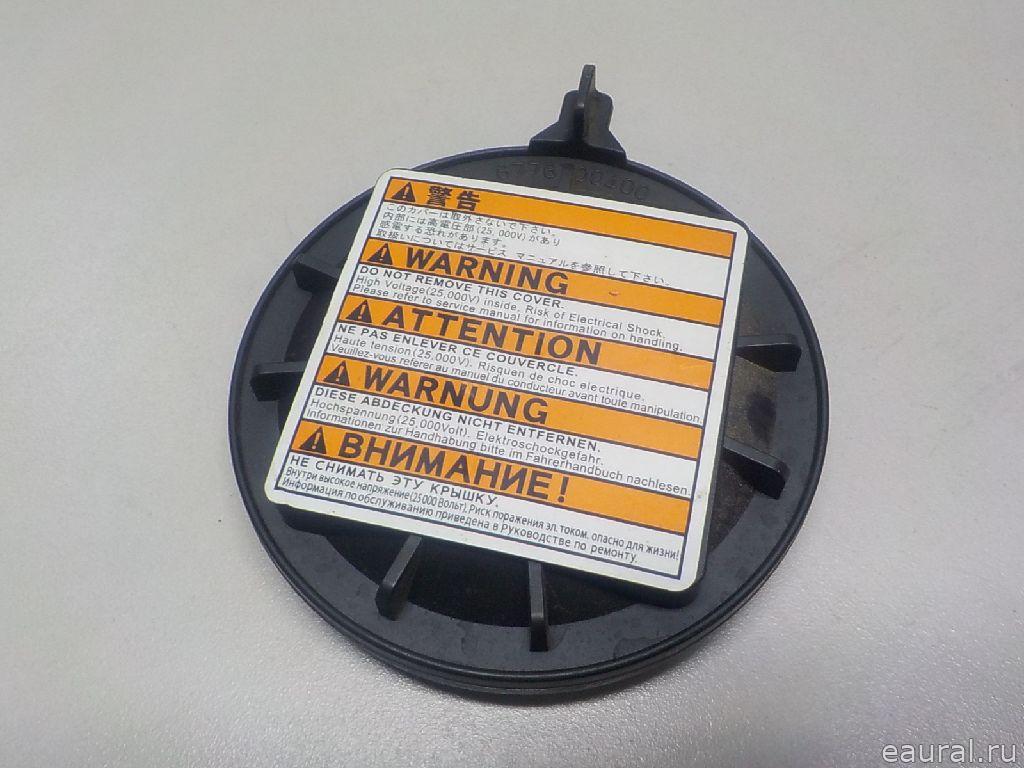 警告
このカバーは取外さないで下さい。
内部には高電圧部(25,000V)があり
感電する恐れがあります。
取扱いについてはサービス マニュアルを参照して下さい。
WARNING
DO NOT REMOVE THIS COVER.
High Voltage(25,000V) inside. Risk of Electrical Shock.
Please refer to service manual for information on handling.
ATTENTION
NE PAS ENLEVER CE COUVERCLE.
Haute tension(25,000V). Risquen de choc electrique.
Veuillez-vous referer au manuel du conducteur avant toute manipulation.
WARNUNG
DIESE ABDECKUNG NICHT ENTFERNEN.
Hochspannung(25,000Volt). Elektroschockgefahr.
Informationen zur Handhabung bitte im Fahrerhandbuch nachlesen.
ВНИМАНИЕ!
НЕ СНИМАТЬ ЭТУ КРЫШКУ.
Внутри высокое напряжение(25000 Вольт). Риск поражения эл. током, опасно для жизни!
Информация по обслуживанию приведена в Руководстве по ремонту.
eaural.ru